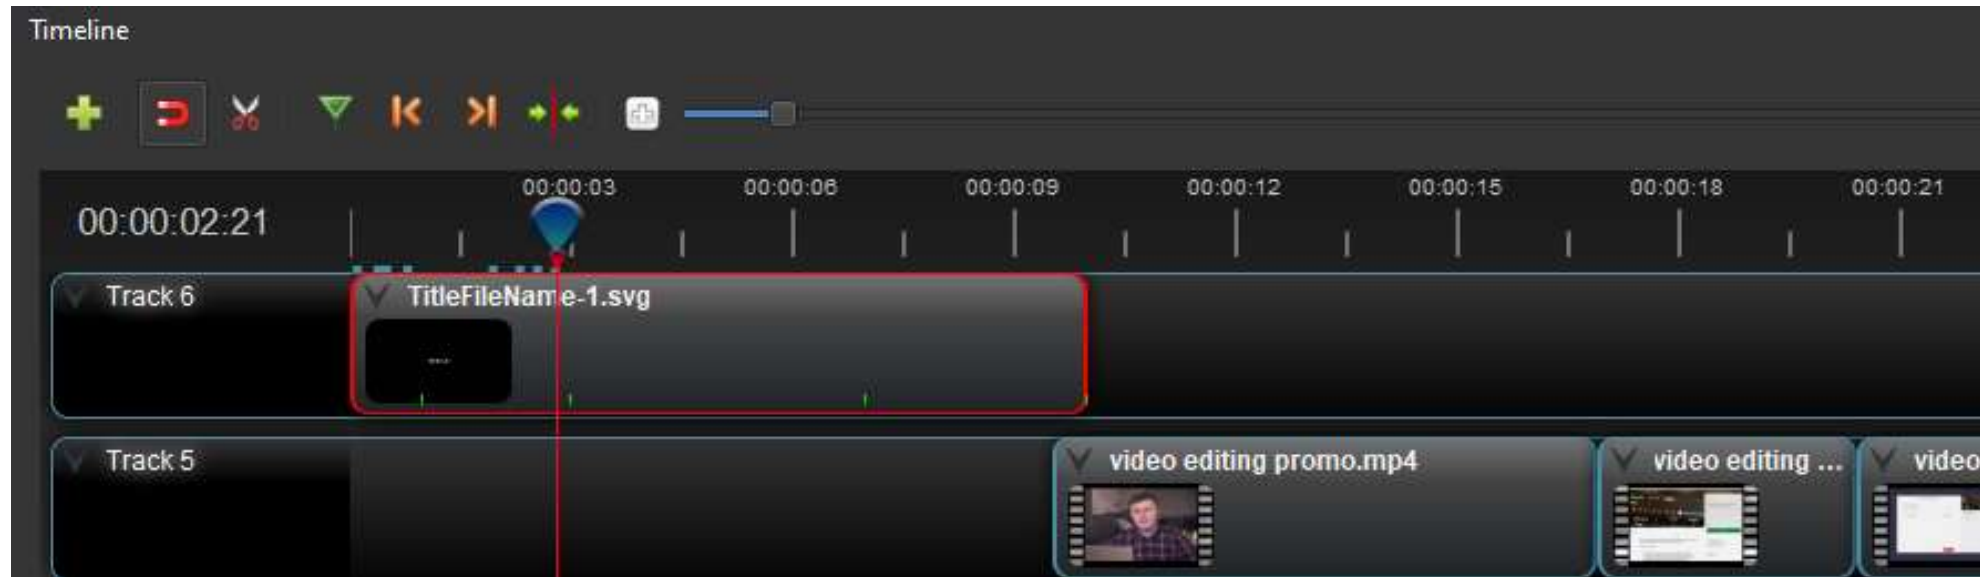 Timeline
00:00:03 00:00:06 00:00:09 00:00:12 00:00:15 00:00:18 00:00:21
00:00:02:21
Track 6 TitleFileName-1.svg
Track 5 video editing promo.mp4 video editing ... video